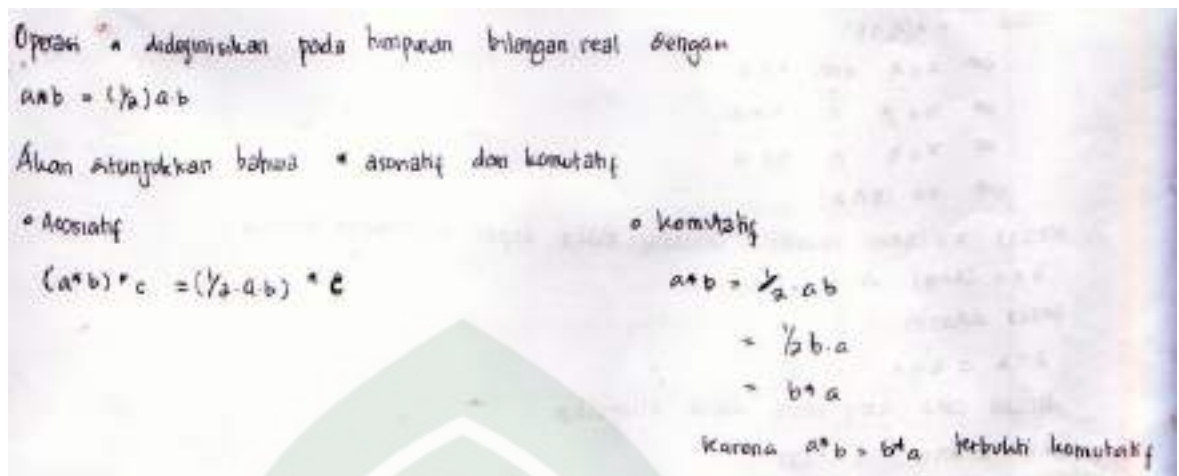 Operasi * didefinisikan pada himpunan bilangan real dengan
a*b = (1/2) a.b
Akan ditunjukkan bahwa * asosiatif dan komutatif
• Asosiatif
(a*b)*c = (1/2.a.b) * c
• komutatif
a*b = 1/2.ab
= 1/2 b.a
= b*a
Karena a*b = b*a terbukti komutatif